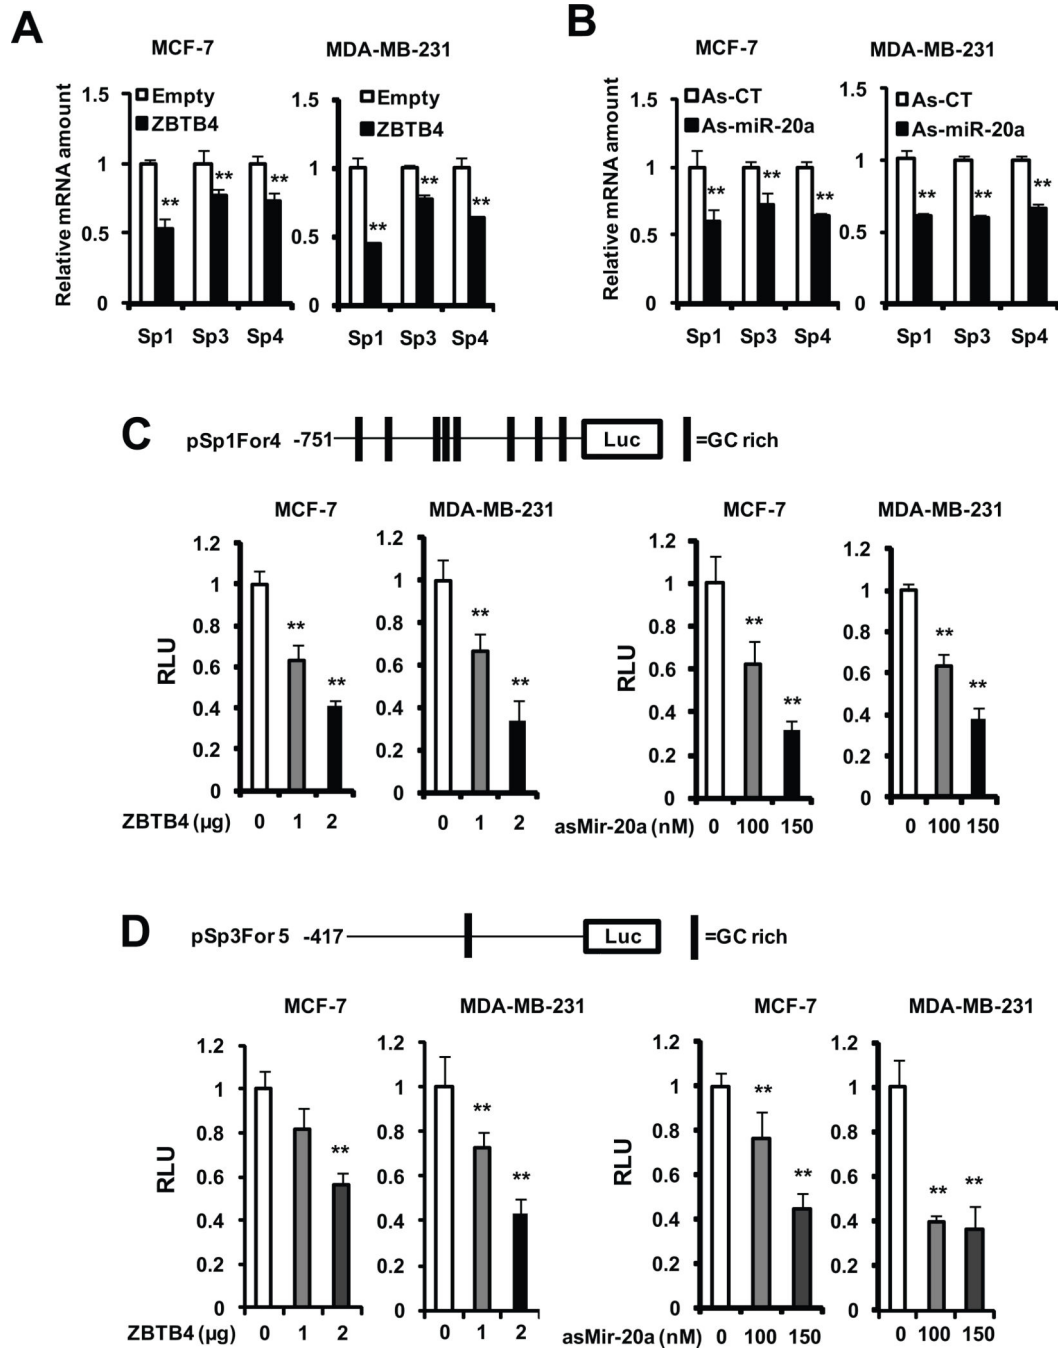 A
B
MCF-7
MDA-MB-231
MCF-7
MDA-MB-231
Relative mRNA amount
1.5
1
0.5
0
Empty
ZBTB4
**
**
**
Sp1 Sp3 Sp4
1.5
1
0.5
0
Empty
ZBTB4
**
**
**
Sp1 Sp3 Sp4
Relative mRNA amount
1.5
1
0.5
0
As-CT
As-miR-20a
**
**
**
Sp1 Sp3 Sp4
1.5
1
0.5
0
As-CT
As-miR-20a
**
**
**
Sp1 Sp3 Sp4
C
pSp1For4 -751 Luc =GC rich
MCF-7
MDA-MB-231
MCF-7
MDA-MB-231
RLU
1.2
1
0.8
0.6
0.4
0.2
0
**
**
ZBTB4 (µg) 0 1 2
1.2
1
0.8
0.6
0.4
0.2
0
**
**
0 1 2
RLU
1.2
1
0.8
0.6
0.4
0.2
0
**
**
asMir-20a (nM) 0 100 150
1.2
1
0.8
0.6
0.4
0.2
0
**
**
0 100 150
D
pSp3For 5 -417 Luc =GC rich
MCF-7
MDA-MB-231
MCF-7
MDA-MB-231
RLU
1.2
1
0.8
0.6
0.4
0.2
0
**
ZBTB4 (µg) 0 1 2
1.2
1
0.8
0.6
0.4
0.2
0
**
**
0 1 2
RLU
1.2
1
0.8
0.6
0.4
0.2
0
**
**
asMir-20a (nM) 0 100 150
1.2
1
0.8
0.6
0.4
0.2
0
**
**
0 100 150